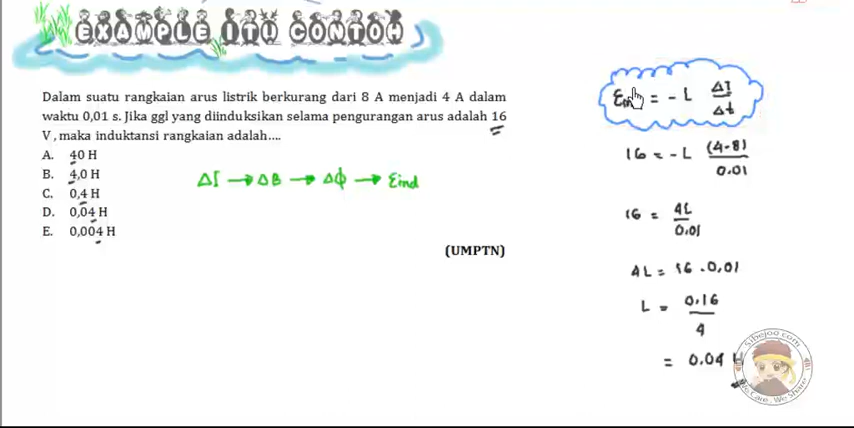 EXAMPLE ITU CONTOH
Dalam suatu rangkaian arus listrik berkurang dari 8 A menjadi 4 A dalam
waktu 0,01 s. Jika ggl yang diinduksikan selama pengurangan arus adalah 16
V, maka induktansi rangkaian adalah....
A. 40 H
B. 4,0 H
C. 0,4 H
D. 0,04 H
E. 0,004 H
(UMPTN)
ΔI → ΔB → Δϕ → Eind
Eind = - L ΔI/Δt
16 = - L (4-8)/0.01
16 = 4L/0.01
4L = 16 . 0,01
L = 0.16/4
= 0.04 H
Sibejoo.com
We Care, We Share